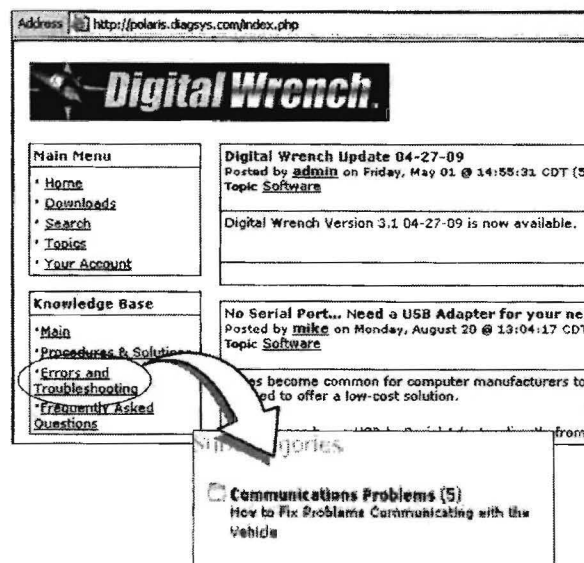 Address http://polaris.diagsys.com/index.php
Digital Wrench.
Main Menu
Home
Downloads
Search
Topics
Your Account
Digital Wrench Update 04-27-09
Posted by admin on Friday, May 01 @ 14:55:31 CDT (5
Topic Software
Digital Wrench Version 3.1 04-27-09 is now available.
Knowledge Base
Main
Procedures & Solutions
Errors and
Troubleshooting
Frequently Asked
Questions
No Serial Port... Need a USB Adapter for your ne
Posted by mike on Monday, August 20 @ 13:04:17 CDT
Topic Software
become common for computer manufacturers to
to offer a low-cost solution.
from
Communications Problems (5)
How to Fix Problems Communicating with the
Vehicle